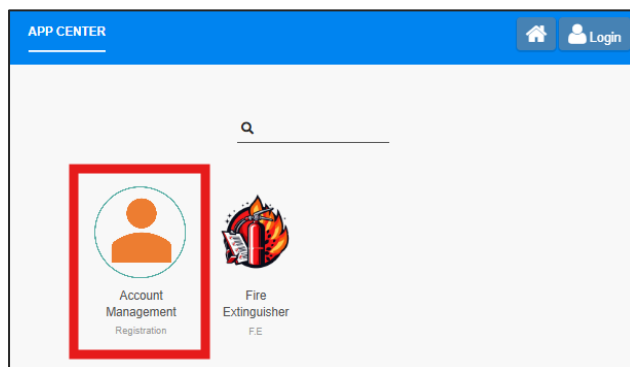 APP CENTER
Login
Account
Management
Registration
Fire
Extinguisher
F.E